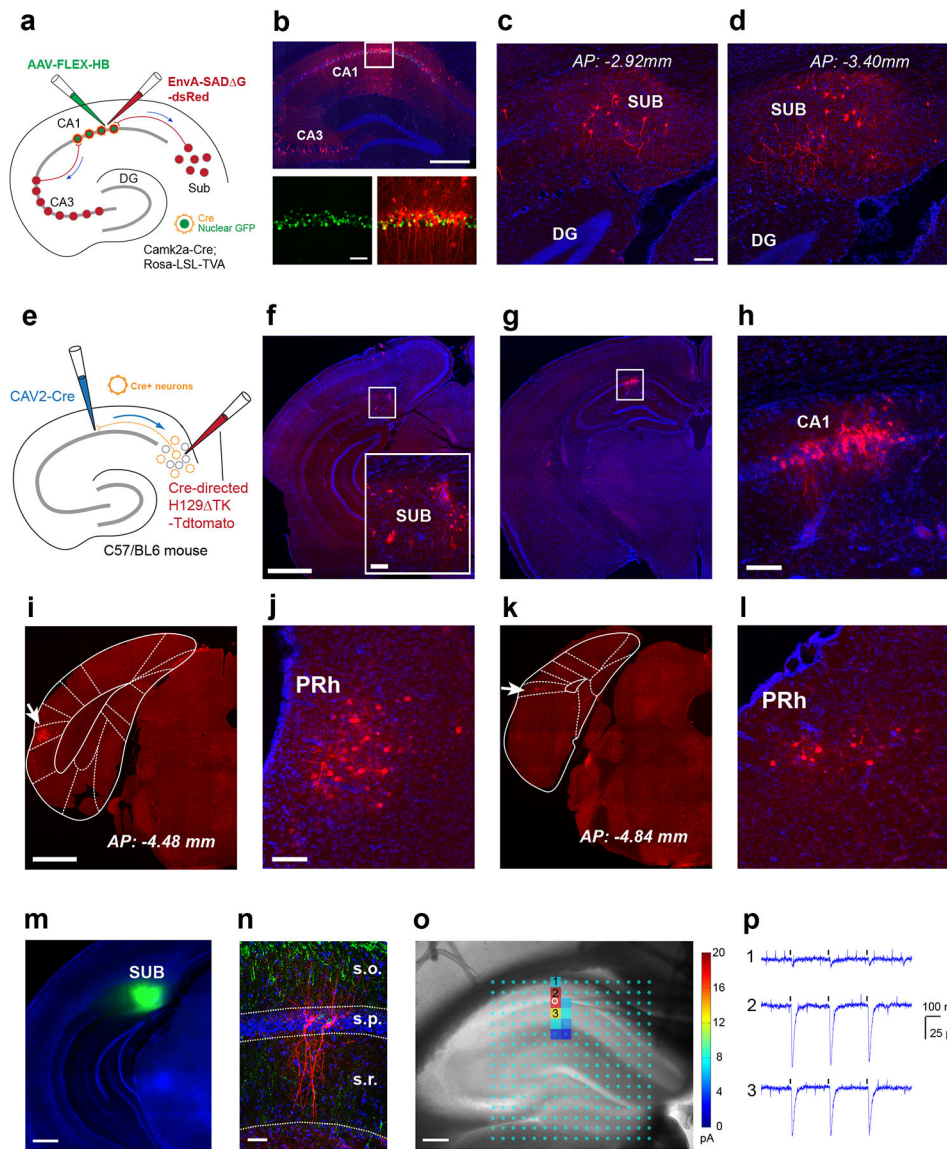 a
AAV-FLEX-HB
EnvA-SADΔG
-dsRed
CA1
DG
Sub
CA3
Cre
Nuclear GFP
Camk2a-Cre;
Rosa-LSL-TVA
b
CA1
CA3
c
AP: -2.92mm
SUB
DG
d
AP: -3.40mm
SUB
DG
e
CAV2-Cre
Cre+ neurons
Cre-directed
H129ΔTK
-Tdtomato
C57/BL6 mouse
f
SUB
g
h
CA1
i
AP: -4.48 mm
j
PRh
k
AP: -4.84 mm
l
PRh
m
SUB
n
s.o.
s.p.
s.r.
o
1
2
3
20
16
12
8
4
0
pA
p
1
2
3
100
25